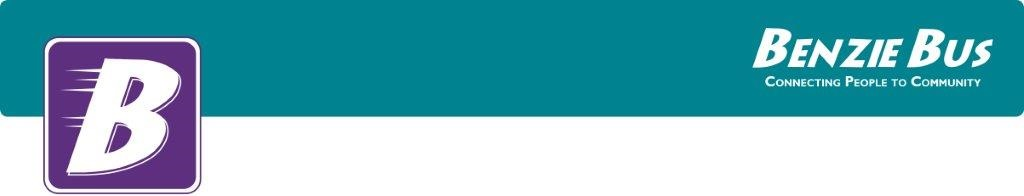 BENZIE BUS
CONNECTING PEOPLE TO COMMUNITY
B